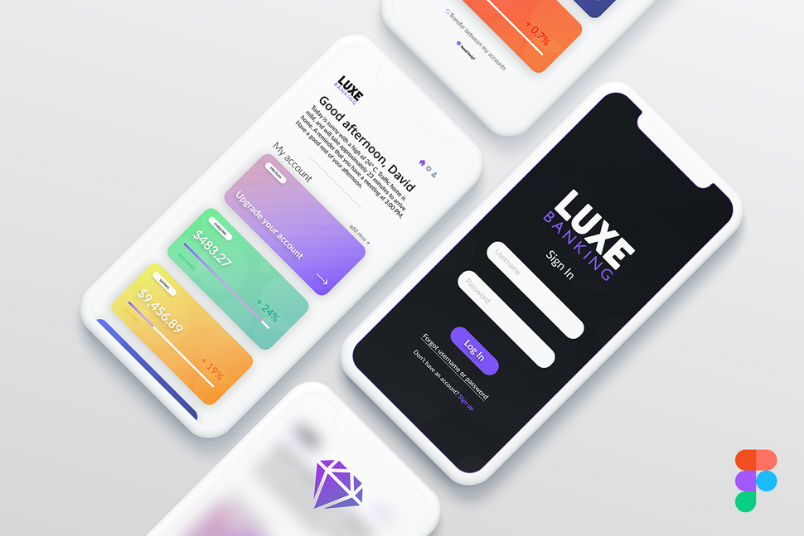 + 0.7%
Transfer between my accounts
Need help?
LUXE
BANKING
Good afternoon, David
Today is sunny with a high of 24° C. Traffic home is
mild, and will take approximately 23 minutes to arrive
home. A reminder that you have a meeting at 3:00 PM.
Have a good rest of your afternoon.
My account
add new +
Upgrade your account
$483.27
+ 24%
$9,456.89
+ 19%
LUXE
BANKING
Sign In
Username
Password
Log In
Forgot username or password
Don't have an account? Sign up